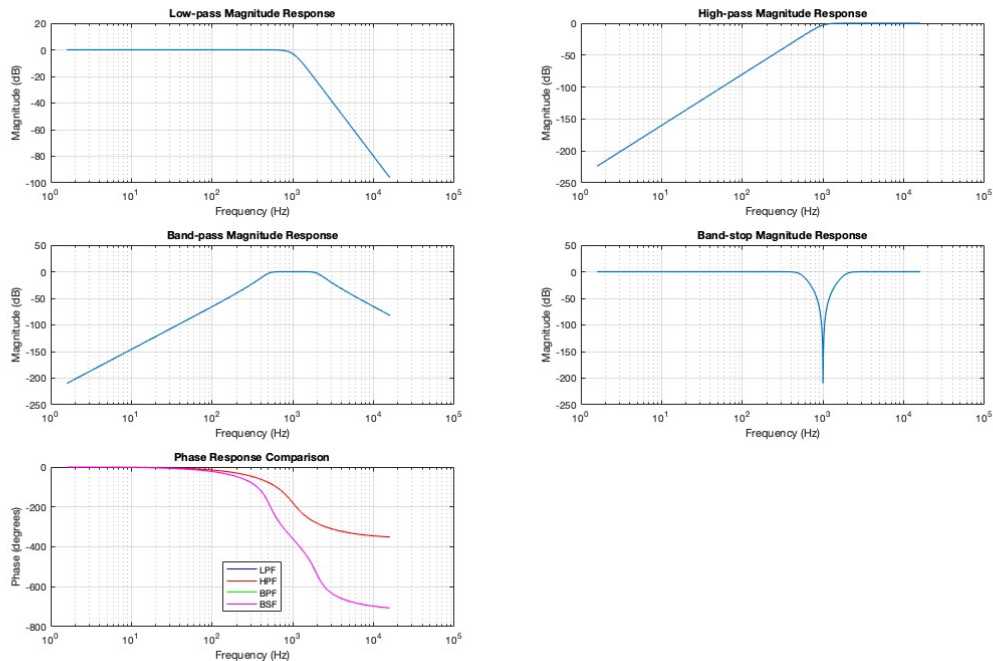 Low-pass Magnitude Response
20
0
-20
-40
-60
-80
-100
Magnitude (dB)
10^0 10^1 10^2 10^3 10^4 10^5
Frequency (Hz)
High-pass Magnitude Response
0
-50
-100
-150
-200
-250
Magnitude (dB)
10^0 10^1 10^2 10^3 10^4 10^5
Frequency (Hz)
Band-pass Magnitude Response
50
0
-50
-100
-150
-200
-250
Magnitude (dB)
10^0 10^1 10^2 10^3 10^4 10^5
Frequency (Hz)
Band-stop Magnitude Response
50
0
-50
-100
-150
-200
-250
Magnitude (dB)
10^0 10^1 10^2 10^3 10^4 10^5
Frequency (Hz)
Phase Response Comparison
0
-200
-400
-600
-800
Phase (degrees)
LPF
HPF
BPF
BSF
10^0 10^1 10^2 10^3 10^4 10^5
Frequency (Hz)